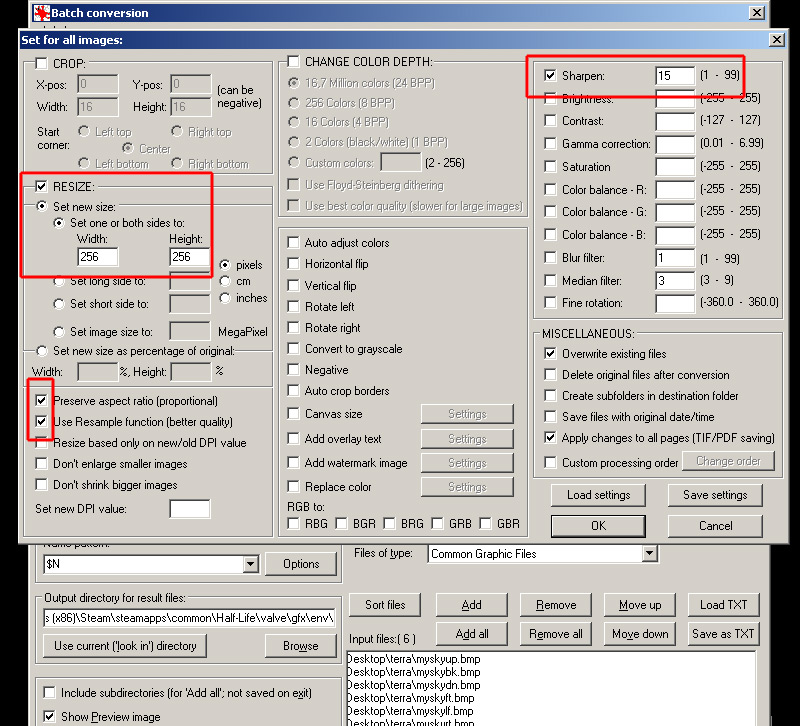 Batch conversion
Set for all images:
CROP:
X-pos: 0 Y-pos: 0 (can be negative)
Width: 16 Height: 16
Start corner:
Left top Right top
Center
Left bottom Right bottom
RESIZE:
Set new size:
Set one or both sides to:
Width: Height:
256 256
pixels
cm
inches
Set long side to:
Set short side to:
Set image size to: MegaPixel
Set new size as percentage of original:
Width: %, Height: %
Preserve aspect ratio (proportional)
Use Resample function (better quality)
Resize based only on new/old DPI value
Don't enlarge smaller images
Don't shrink bigger images
Set new DPI value:
CHANGE COLOR DEPTH:
16,7 Million colors (24 BPP)
256 Colors (8 BPP)
16 Colors (4 BPP)
2 Colors (black/white) (1 BPP)
Custom colors: (2 - 256)
Use Floyd-Steinberg dithering
Use best color quality (slower for large images)
Auto adjust colors
Horizontal flip
Vertical flip
Rotate left
Rotate right
Convert to grayscale
Negative
Auto crop borders
Canvas size Settings
Add overlay text Settings
Add watermark image Settings
Replace color Settings
RGB to:
RBG BGR BRG GRB GBR
Sharpen: 15 (1 - 99)
Brightness: (-255 - 255)
Contrast: (-127 - 127)
Gamma correction: (0.01 - 6.99)
Saturation (-255 - 255)
Color balance - R: (-255 - 255)
Color balance - G: (-255 - 255)
Color balance - B: (-255 - 255)
Blur filter: 1 (1 - 99)
Median filter: 3 (3 - 9)
Fine rotation: (-360.0 - 360.0)
MISCELLANEOUS:
Overwrite existing files
Delete original files after conversion
Create subfolders in destination folder
Save files with original date/time
Apply changes to all pages (TIF/PDF saving)
Custom processing order Change order
Load settings Save settings
OK Cancel
Name pattern:
$N Options
Files of type: Common Graphic Files
Output directory for result files:
s (x86)\Steam\steamapps\common\Half-Life\valve\gfx\env\
Use current ('look in') directory Browse
Sort files Add Remove Move up Load TXT
Input files: ( 6 ) Add all Remove all Move down Save as TXT
Desktop\terra\myskyup.bmp
Desktop\terra\myskybk.bmp
Desktop\terra\myskydn.bmp
Desktop\terra\myskyft.bmp
Desktop\terra\myskylf.bmp
Desktop\terra\myskyrt.bmp
Include subdirectories (for 'Add all'; not saved on exit)
Show Preview image